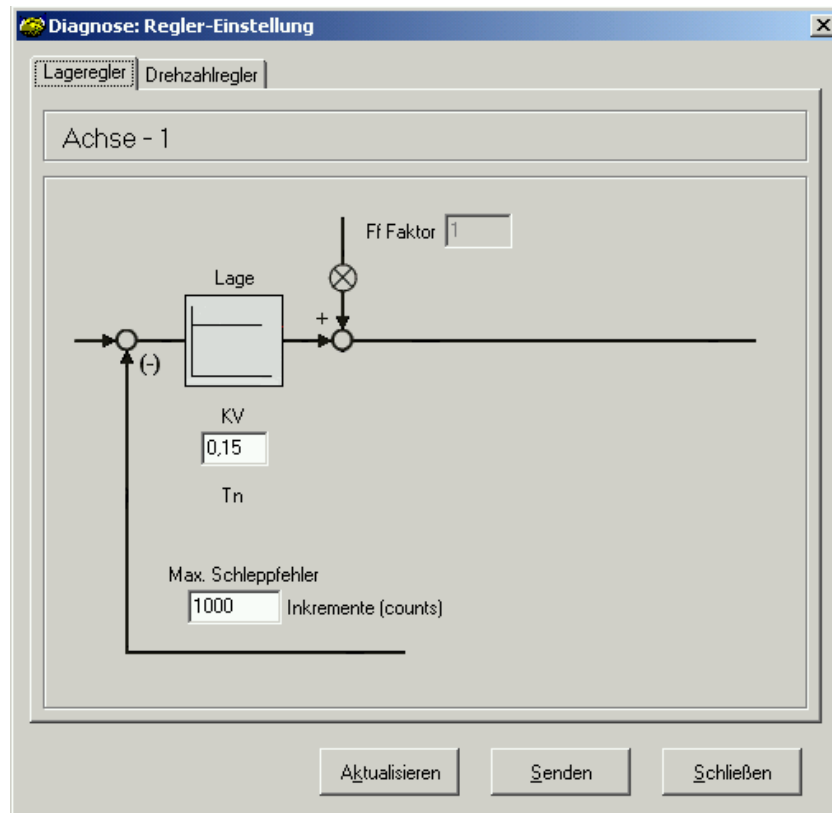 Diagnose: Regler-Einstellung
Lageregler Drehzahlregler
Achse - 1
Ff Faktor 1
Lage
+
(-)
KV
0,15
Tn
Max. Schleppfehler
1000 Inkremente (counts)
Aktualisieren Senden Schließen